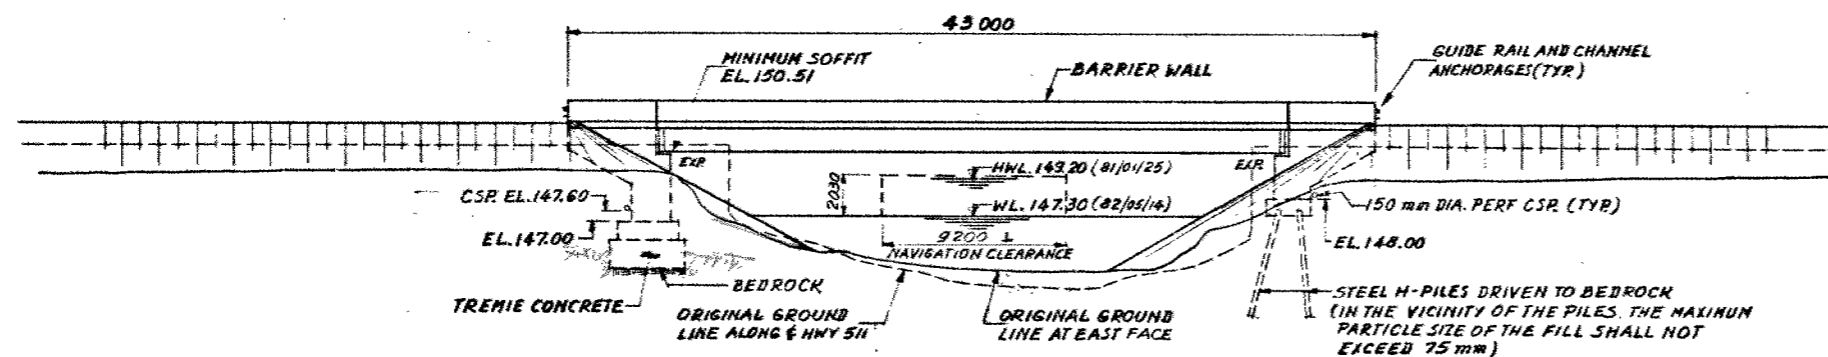 43 000
MINIMUM SOFFIT
EL. 150.51
BARRIER WALL
GUIDE RAIL AND CHANNEL
ANCHORAGES (TYP.)
EXP.
EXP.
HWL. 149.20 (81/01/25)
2030
CSP. EL. 147.60
WL. 147.30 (82/05/14)
150 mm DIA. PERF CSP. (TYP.)
EL. 147.00
9200
EL. 148.00
NAVIGATION CLEARANCE
BEDROCK
TREMIE CONCRETE
ORIGINAL GROUND
LINE ALONG ℄ HWY 511
ORIGINAL GROUND
LINE AT EAST FACE
STEEL H-PILES DRIVEN TO BEDROCK
(IN THE VICINITY OF THE PILES. THE MAXIMUM
PARTICLE SIZE OF THE FILL SHALL NOT
EXCEED 75 mm)